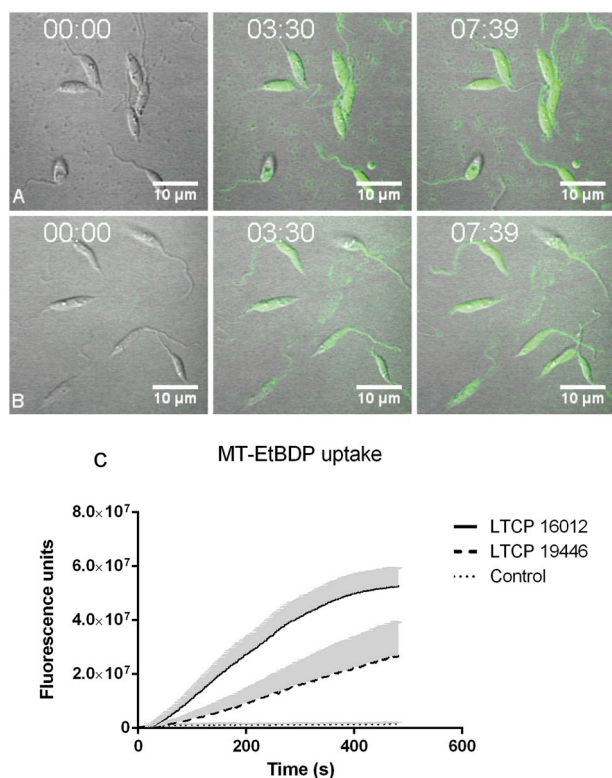 00:00 03:30 07:39
10 µm 10 µm 10 µm
A
00:00 03:30 07:39
10 µm 10 µm 10 µm
B
C MT-EtBDP uptake
8.0×10⁷
6.0×10⁷
4.0×10⁷
2.0×10⁷
0
Fluorescence units
0 200 400 600
Time (s)
LTCP 16012
LTCP 19446
Control